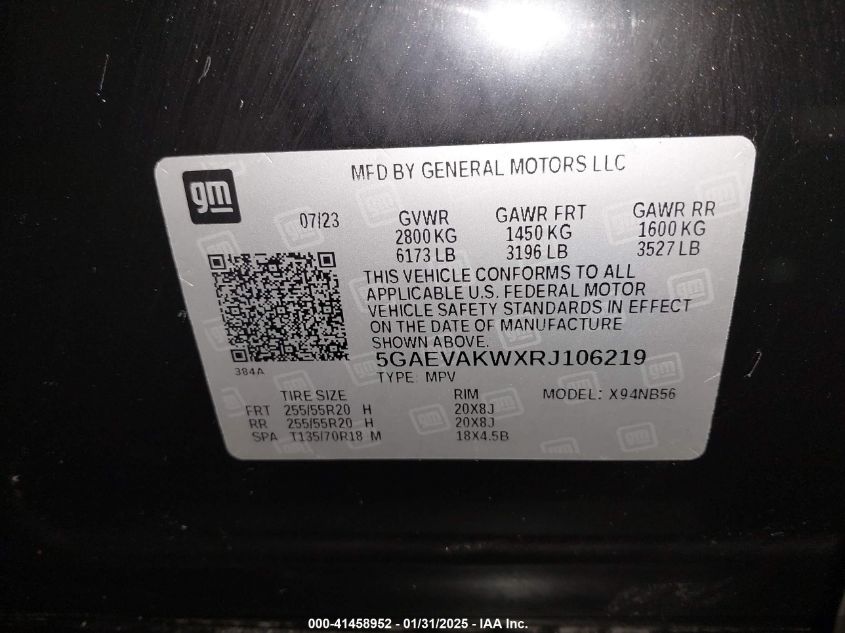 MFD BY GENERAL MOTORS LLC
gm
07/23 GVWR GAWR FRT GAWR RR
2800 KG 1450 KG 1600 KG
6173 LB 3196 LB 3527 LB
THIS VEHICLE CONFORMS TO ALL
APPLICABLE U.S. FEDERAL MOTOR
VEHICLE SAFETY STANDARDS IN EFFECT
ON THE DATE OF MANUFACTURE
SHOWN ABOVE.
384A
5GAEVAKWXRJ106219
TYPE: MPV
TIRE SIZE RIM MODEL: X94NB56
FRT 255/55R20 H 20X8J
RR 255/55R20 H 20X8J
SPA T135/70R18 M 18X4.5B
000-41458952 - 01/31/2025 - IAA Inc.